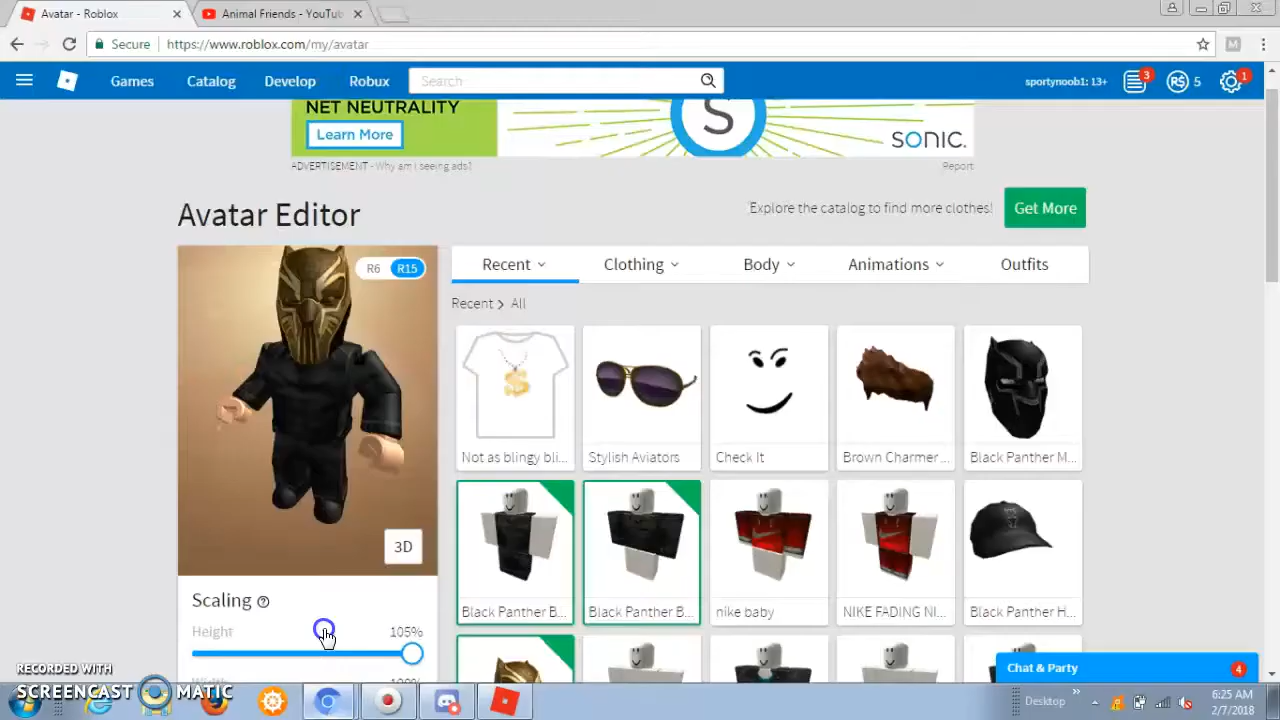 Avatar - Roblox
Animal Friends - YouTub
Secure
https://www.roblox.com/my/avatar
Games
Catalog
Develop
Robux
Search
sportynoob1: 13+
3
R$ 5
1
NET NEUTRALITY
Learn More
S
SONIC.
ADVERTISEMENT - Why am I seeing ads?
Report
Avatar Editor
Explore the catalog to find more clothes!
Get More
R6
R15
Recent
Clothing
Body
Animations
Outfits
Recent > All
3D
Not as blingy bli...
Stylish Aviators
Check It
Brown Charmer ...
Black Panther M...
Black Panther B...
Black Panther B...
nike baby
NIKE FADING NI...
Black Panther H...
Scaling
Height
105%
Width
100%
Chat & Party
4
RECORDED WITH
SCREENCAST MATIC
Desktop
6:25 AM
2/7/2018